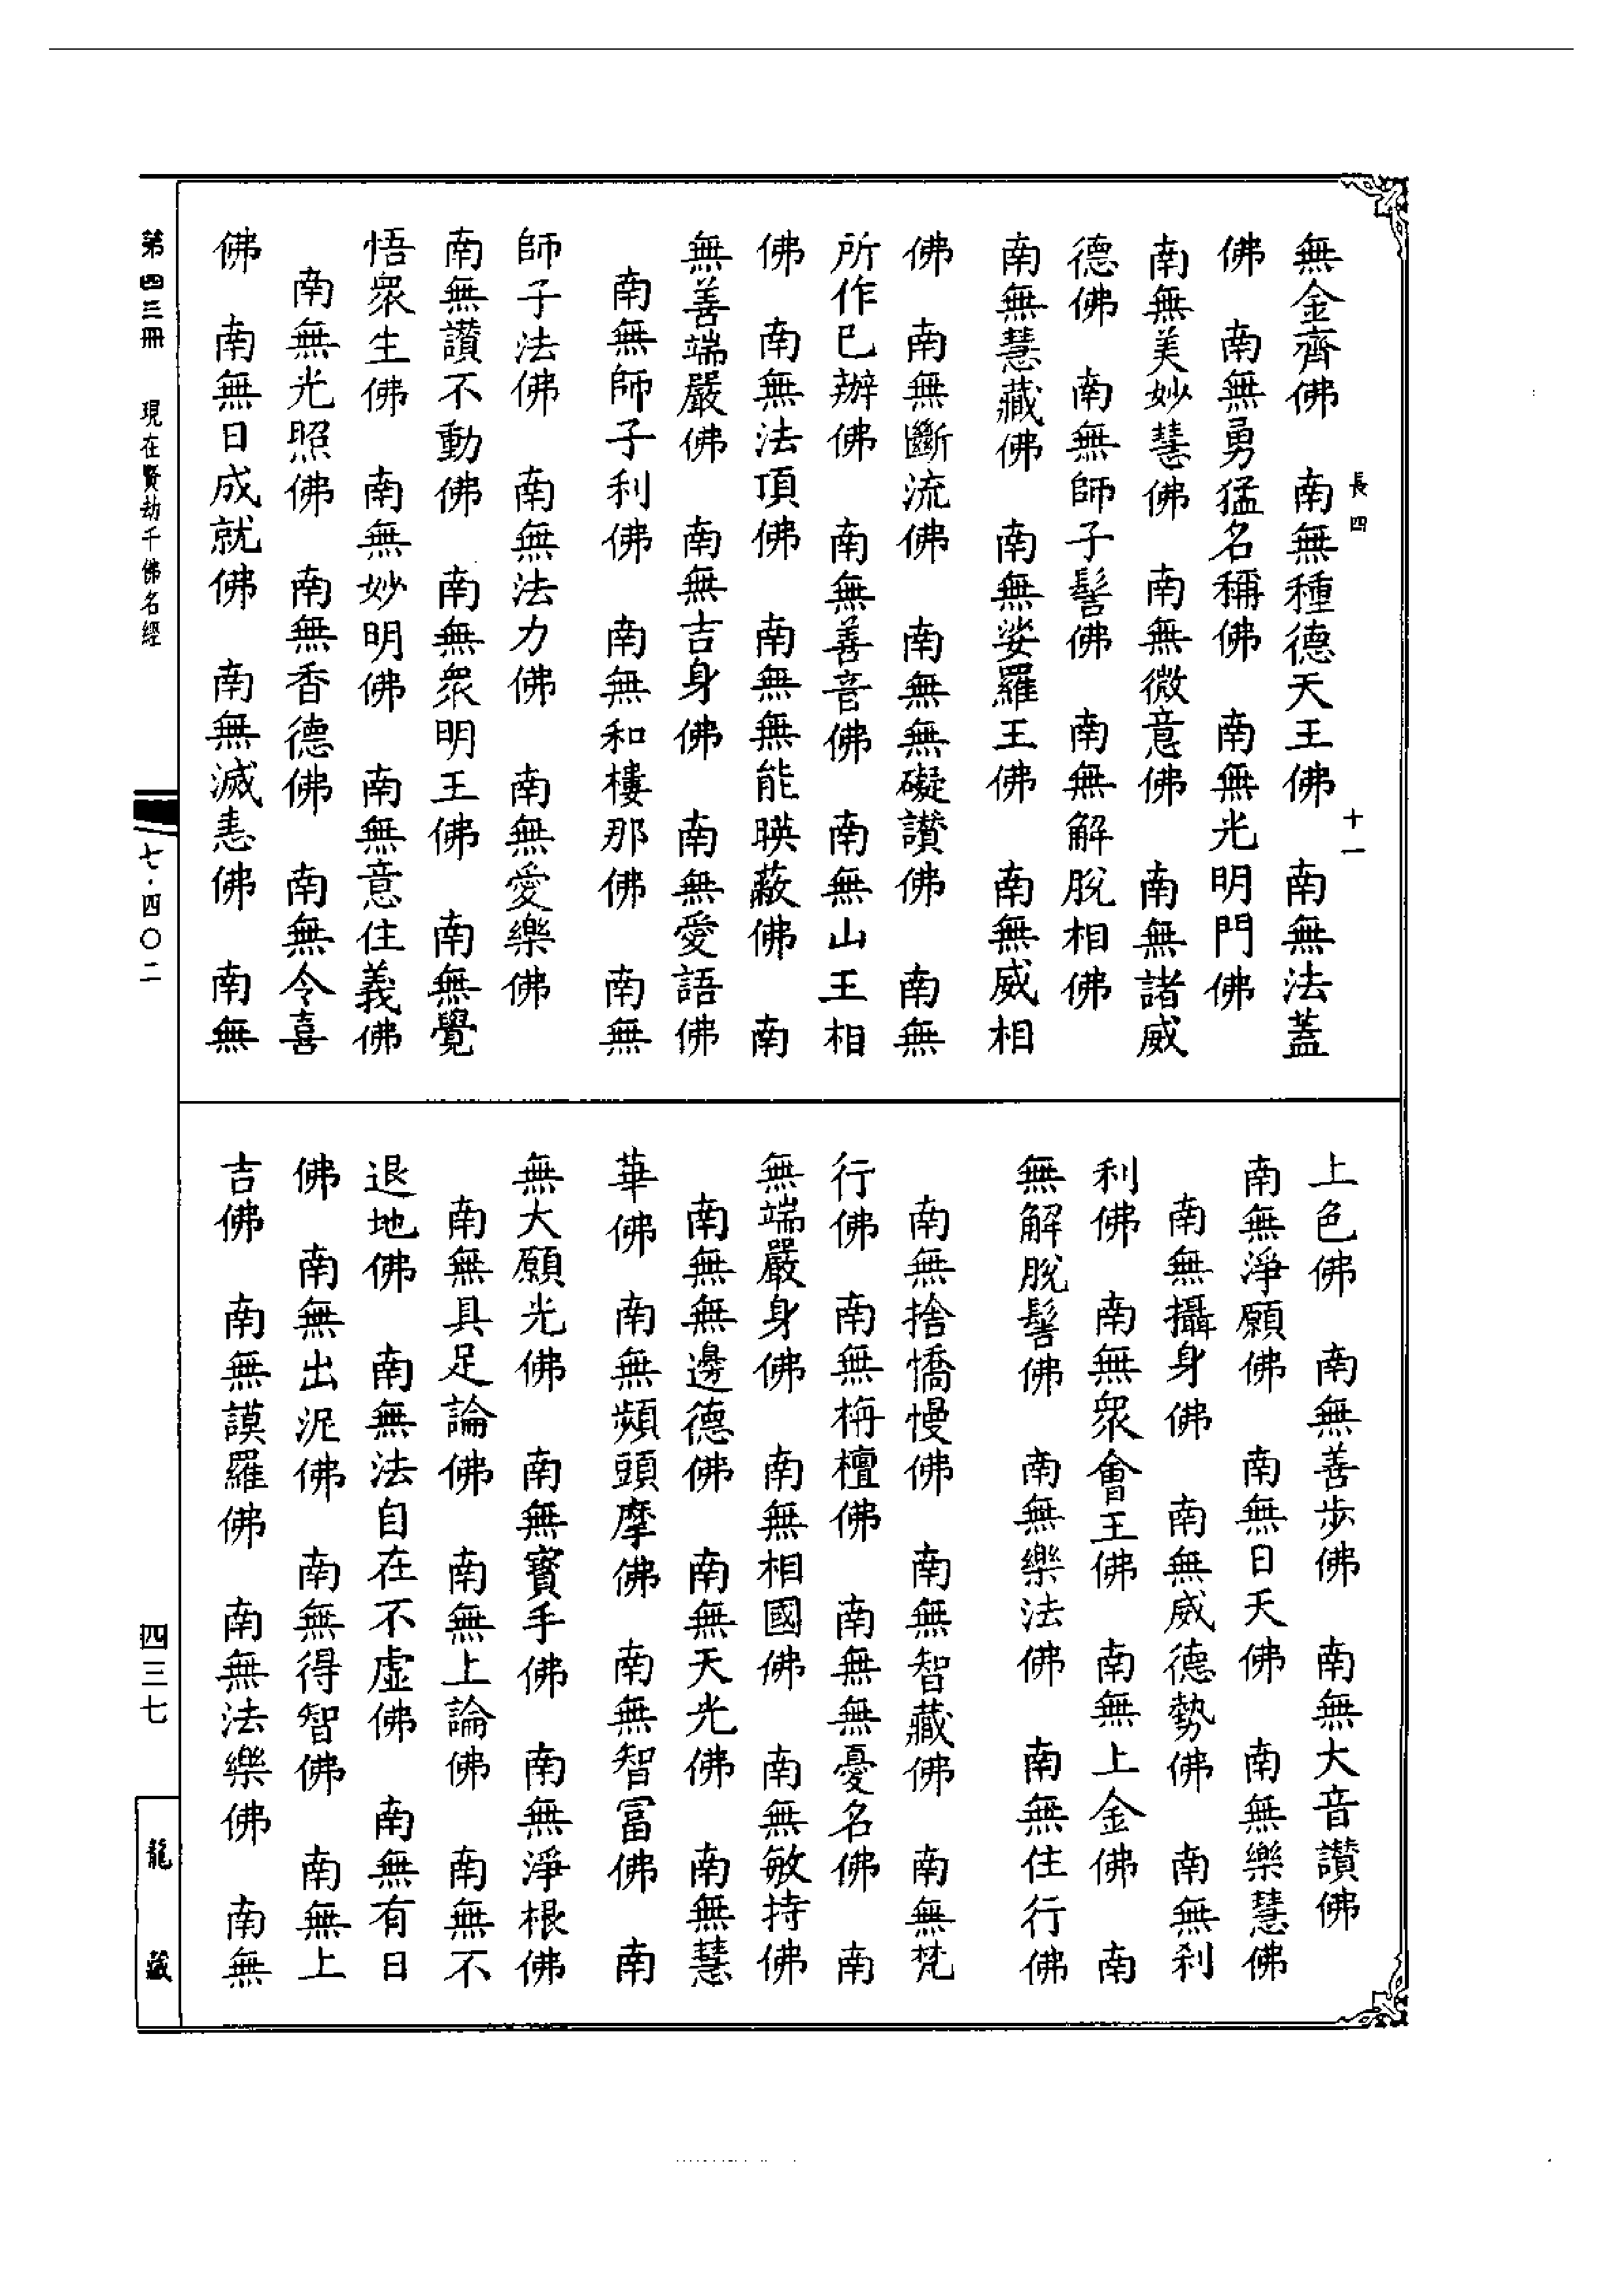 長四 十一
無金齊佛 南無種德天王佛 南無法蓋
佛 南無勇猛名稱佛 南無光明門佛
南無美妙慧佛 南無微意佛 南無諸威
德佛 南無師子髻佛 南無解脫相佛
南無慧藏佛 南無娑羅王佛 南無威相
佛 南無斷流佛 南無無礙讚佛 南無
所作已辦佛 南無善音佛 南無山王相
佛 南無法頂佛 南無無能映蔽佛 南
無善端嚴佛 南無吉身佛 南無愛語佛
南無師子利佛 南無和樓那佛 南無
師子法佛 南無法力佛 南無愛樂佛
南無讚不動佛 南無眾明王佛 南無覺
悟眾生佛 南無妙明佛 南無意住義佛
南無光照佛 南無香德佛 南無令喜
佛 南無日成就佛 南無滅恚佛 南無
上色佛 南無善步佛 南無大音讚佛
南無淨願佛 南無日天佛 南無樂慧佛
南無攝身佛 南無威德勢佛 南無剎
利佛 南無眾會王佛 南無上金佛 南
無解脫髻佛 南無樂法佛 南無住行佛
南無捨憍慢佛 南無智藏佛 南無梵
行佛 南無栴檀佛 南無無憂名佛 南
無端嚴身佛 南無相國佛 南無敏持佛
南無無邊德佛 南無天光佛 南無慧
華佛 南無頻頭摩佛 南無智富佛 南
無大願光佛 南無寶手佛 南無淨根佛
南無具足論佛 南無上論佛 南無不
退地佛 南無法自在不虛佛 南無有日
佛 南無出泥佛 南無得智佛 南無上
吉佛 南無謨羅佛 南無法樂佛 南無
第四三冊 現在賢劫千佛名經
七·四〇二
四三七
龍藏